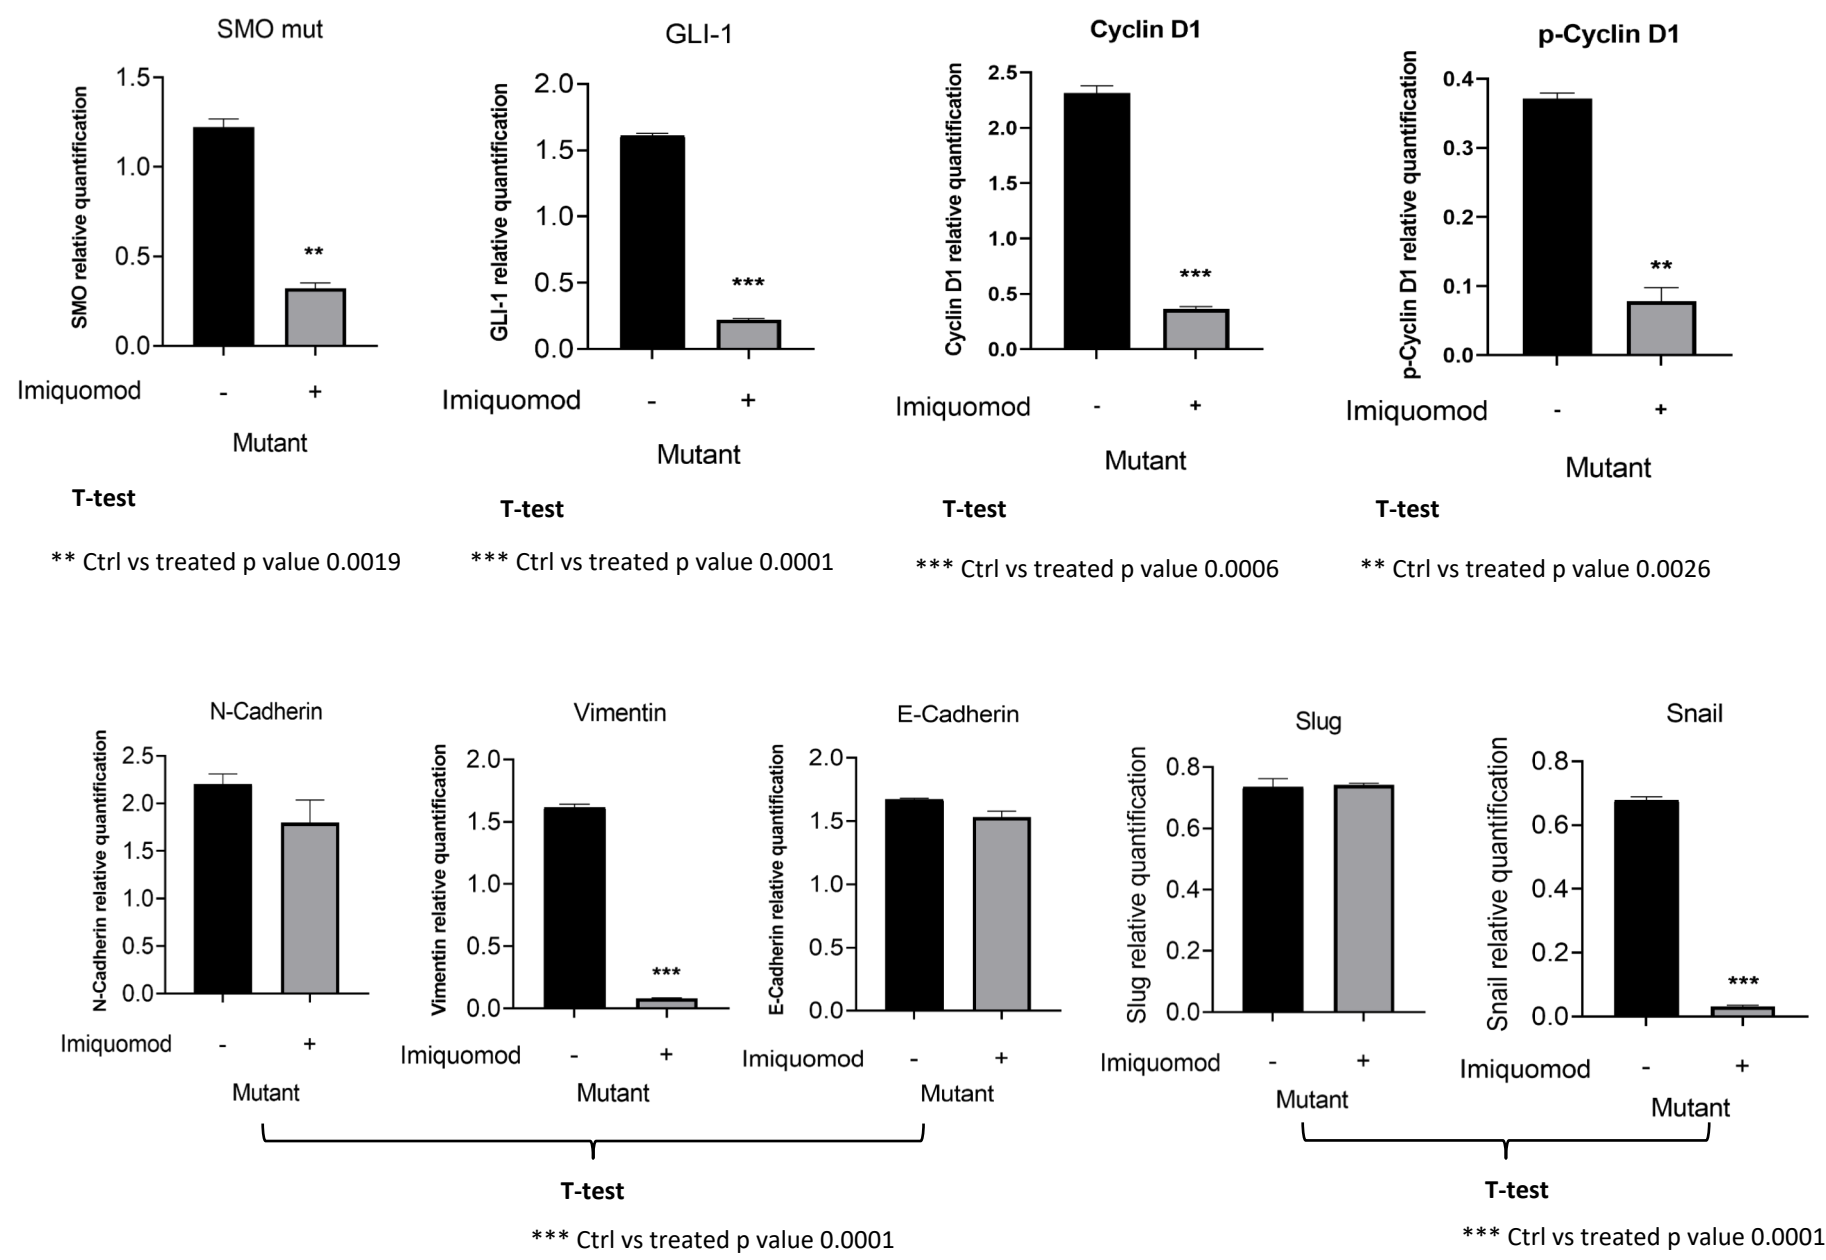 SMO mut
SMO relative quantification
1.5
1.0
0.5
0.0
**
Imiquomod - +
Mutant
T-test
** Ctrl vs treated p value 0.0019
GLI-1
GLI-1 relative quantification
2.0
1.5
1.0
0.5
0.0
***
Imiquomod - +
Mutant
T-test
*** Ctrl vs treated p value 0.0001
Cyclin D1
Cyclin D1 relative quantification
2.5
2.0
1.5
1.0
0.5
0.0
***
Imiquomod - +
Mutant
T-test
*** Ctrl vs treated p value 0.0006
p-Cyclin D1
p-Cyclin D1 relative quantification
0.4
0.3
0.2
0.1
0.0
**
Imiquomod - +
Mutant
T-test
** Ctrl vs treated p value 0.0026
N-Cadherin
N-Cadherin relative quantification
2.5
2.0
1.5
1.0
0.5
0.0
Imiquomod - +
Mutant
Vimentin
Vimentin relative quantification
2.0
1.5
1.0
0.5
0.0
***
Imiquomod - +
Mutant
E-Cadherin
E-Cadherin relative quantification
2.0
1.5
1.0
0.5
0.0
Imiquomod - +
Mutant
T-test
*** Ctrl vs treated p value 0.0001
Slug
Slug relative quantification
0.8
0.6
0.4
0.2
0.0
Imiquomod - +
Mutant
Snail
Snail relative quantification
0.8
0.6
0.4
0.2
0.0
***
Imiquomod - +
Mutant
T-test
*** Ctrl vs treated p value 0.0001